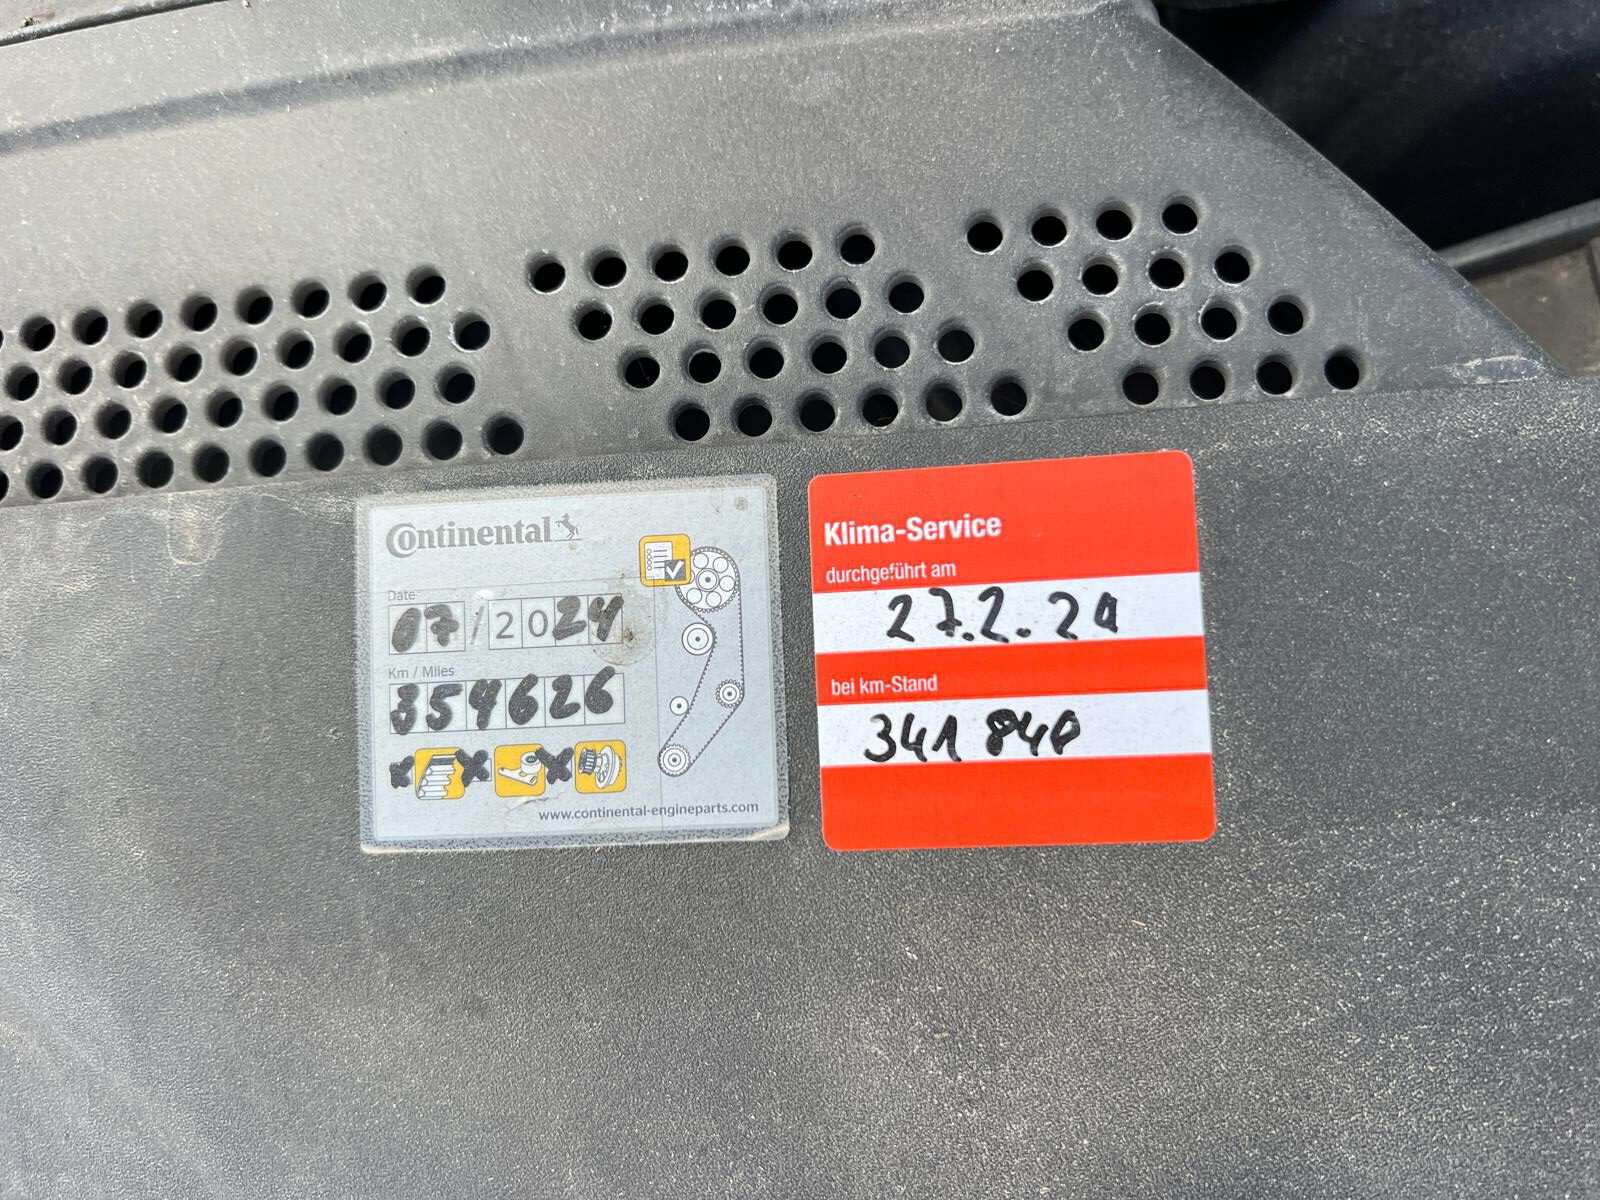 Continental
Date
07/2024
Km / Miles
354626
www.continental-engineparts.com
Klima-Service
durchgeführt am
27.2.24
bei km-Stand
341 840